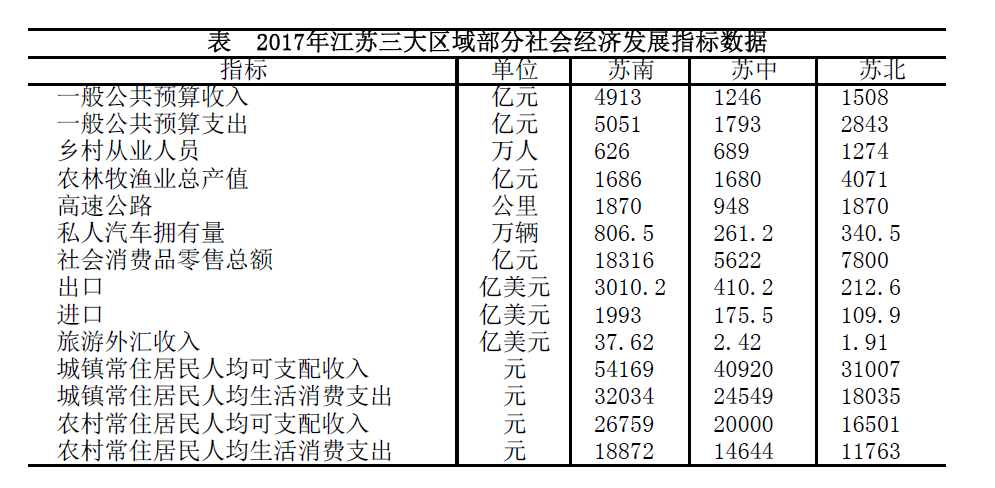 表 2017年江苏三大区域部分社会经济发展指标数据
指标 单位 苏南 苏中 苏北
一般公共预算收入 亿元 4913 1246 1508
一般公共预算支出 亿元 5051 1793 2843
乡村从业人员 万人 626 689 1274
农林牧渔业总产值 亿元 1686 1680 4071
高速公路 公里 1870 948 1870
私人汽车拥有量 万辆 806.5 261.2 340.5
社会消费品零售总额 亿元 18316 5622 7800
出口 亿美元 3010.2 410.2 212.6
进口 亿美元 1993 175.5 109.9
旅游外汇收入 亿美元 37.62 2.42 1.91
城镇常住居民人均可支配收入 元 54169 40920 31007
城镇常住居民人均生活消费支出 元 32034 24549 18035
农村常住居民人均可支配收入 元 26759 20000 16501
农村常住居民人均生活消费支出 元 18872 14644 11763